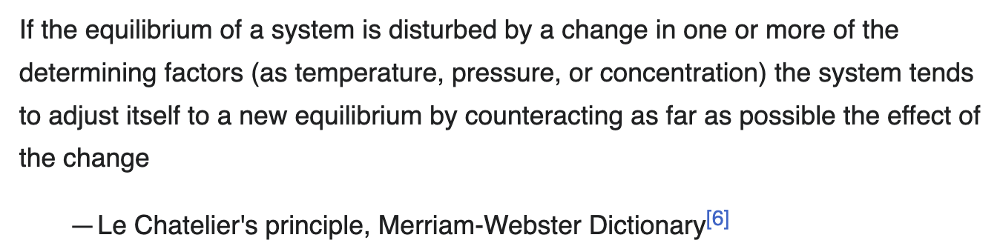 If the equilibrium of a system is disturbed by a change in one or more of the
determining factors (as temperature, pressure, or concentration) the system tends
to adjust itself to a new equilibrium by counteracting as far as possible the effect of
the change
— Le Chatelier's principle, Merriam-Webster Dictionary[6]